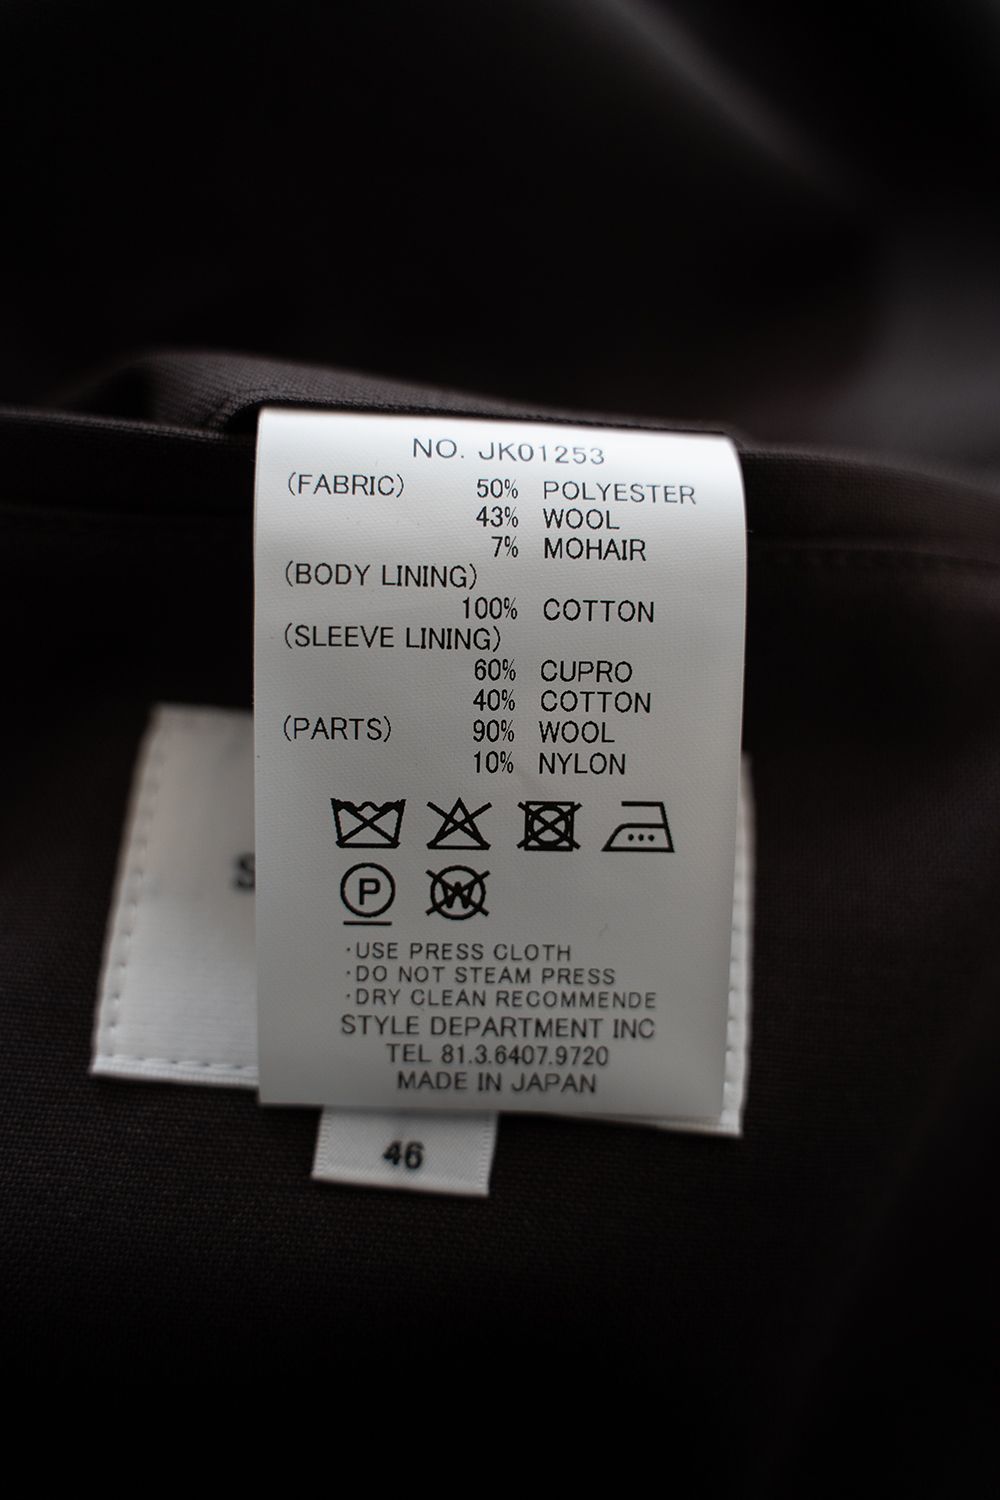 NO. JK01253
(FABRIC) 50% POLYESTER
43% WOOL
7% MOHAIR
(BODY LINING)
100% COTTON
(SLEEVE LINING)
60% CUPRO
40% COTTON
(PARTS) 90% WOOL
10% NYLON
P W
·USE PRESS CLOTH
·DO NOT STEAM PRESS
·DRY CLEAN RECOMMENDE
STYLE DEPARTMENT INC
TEL 81.3.6407.9720
MADE IN JAPAN
46